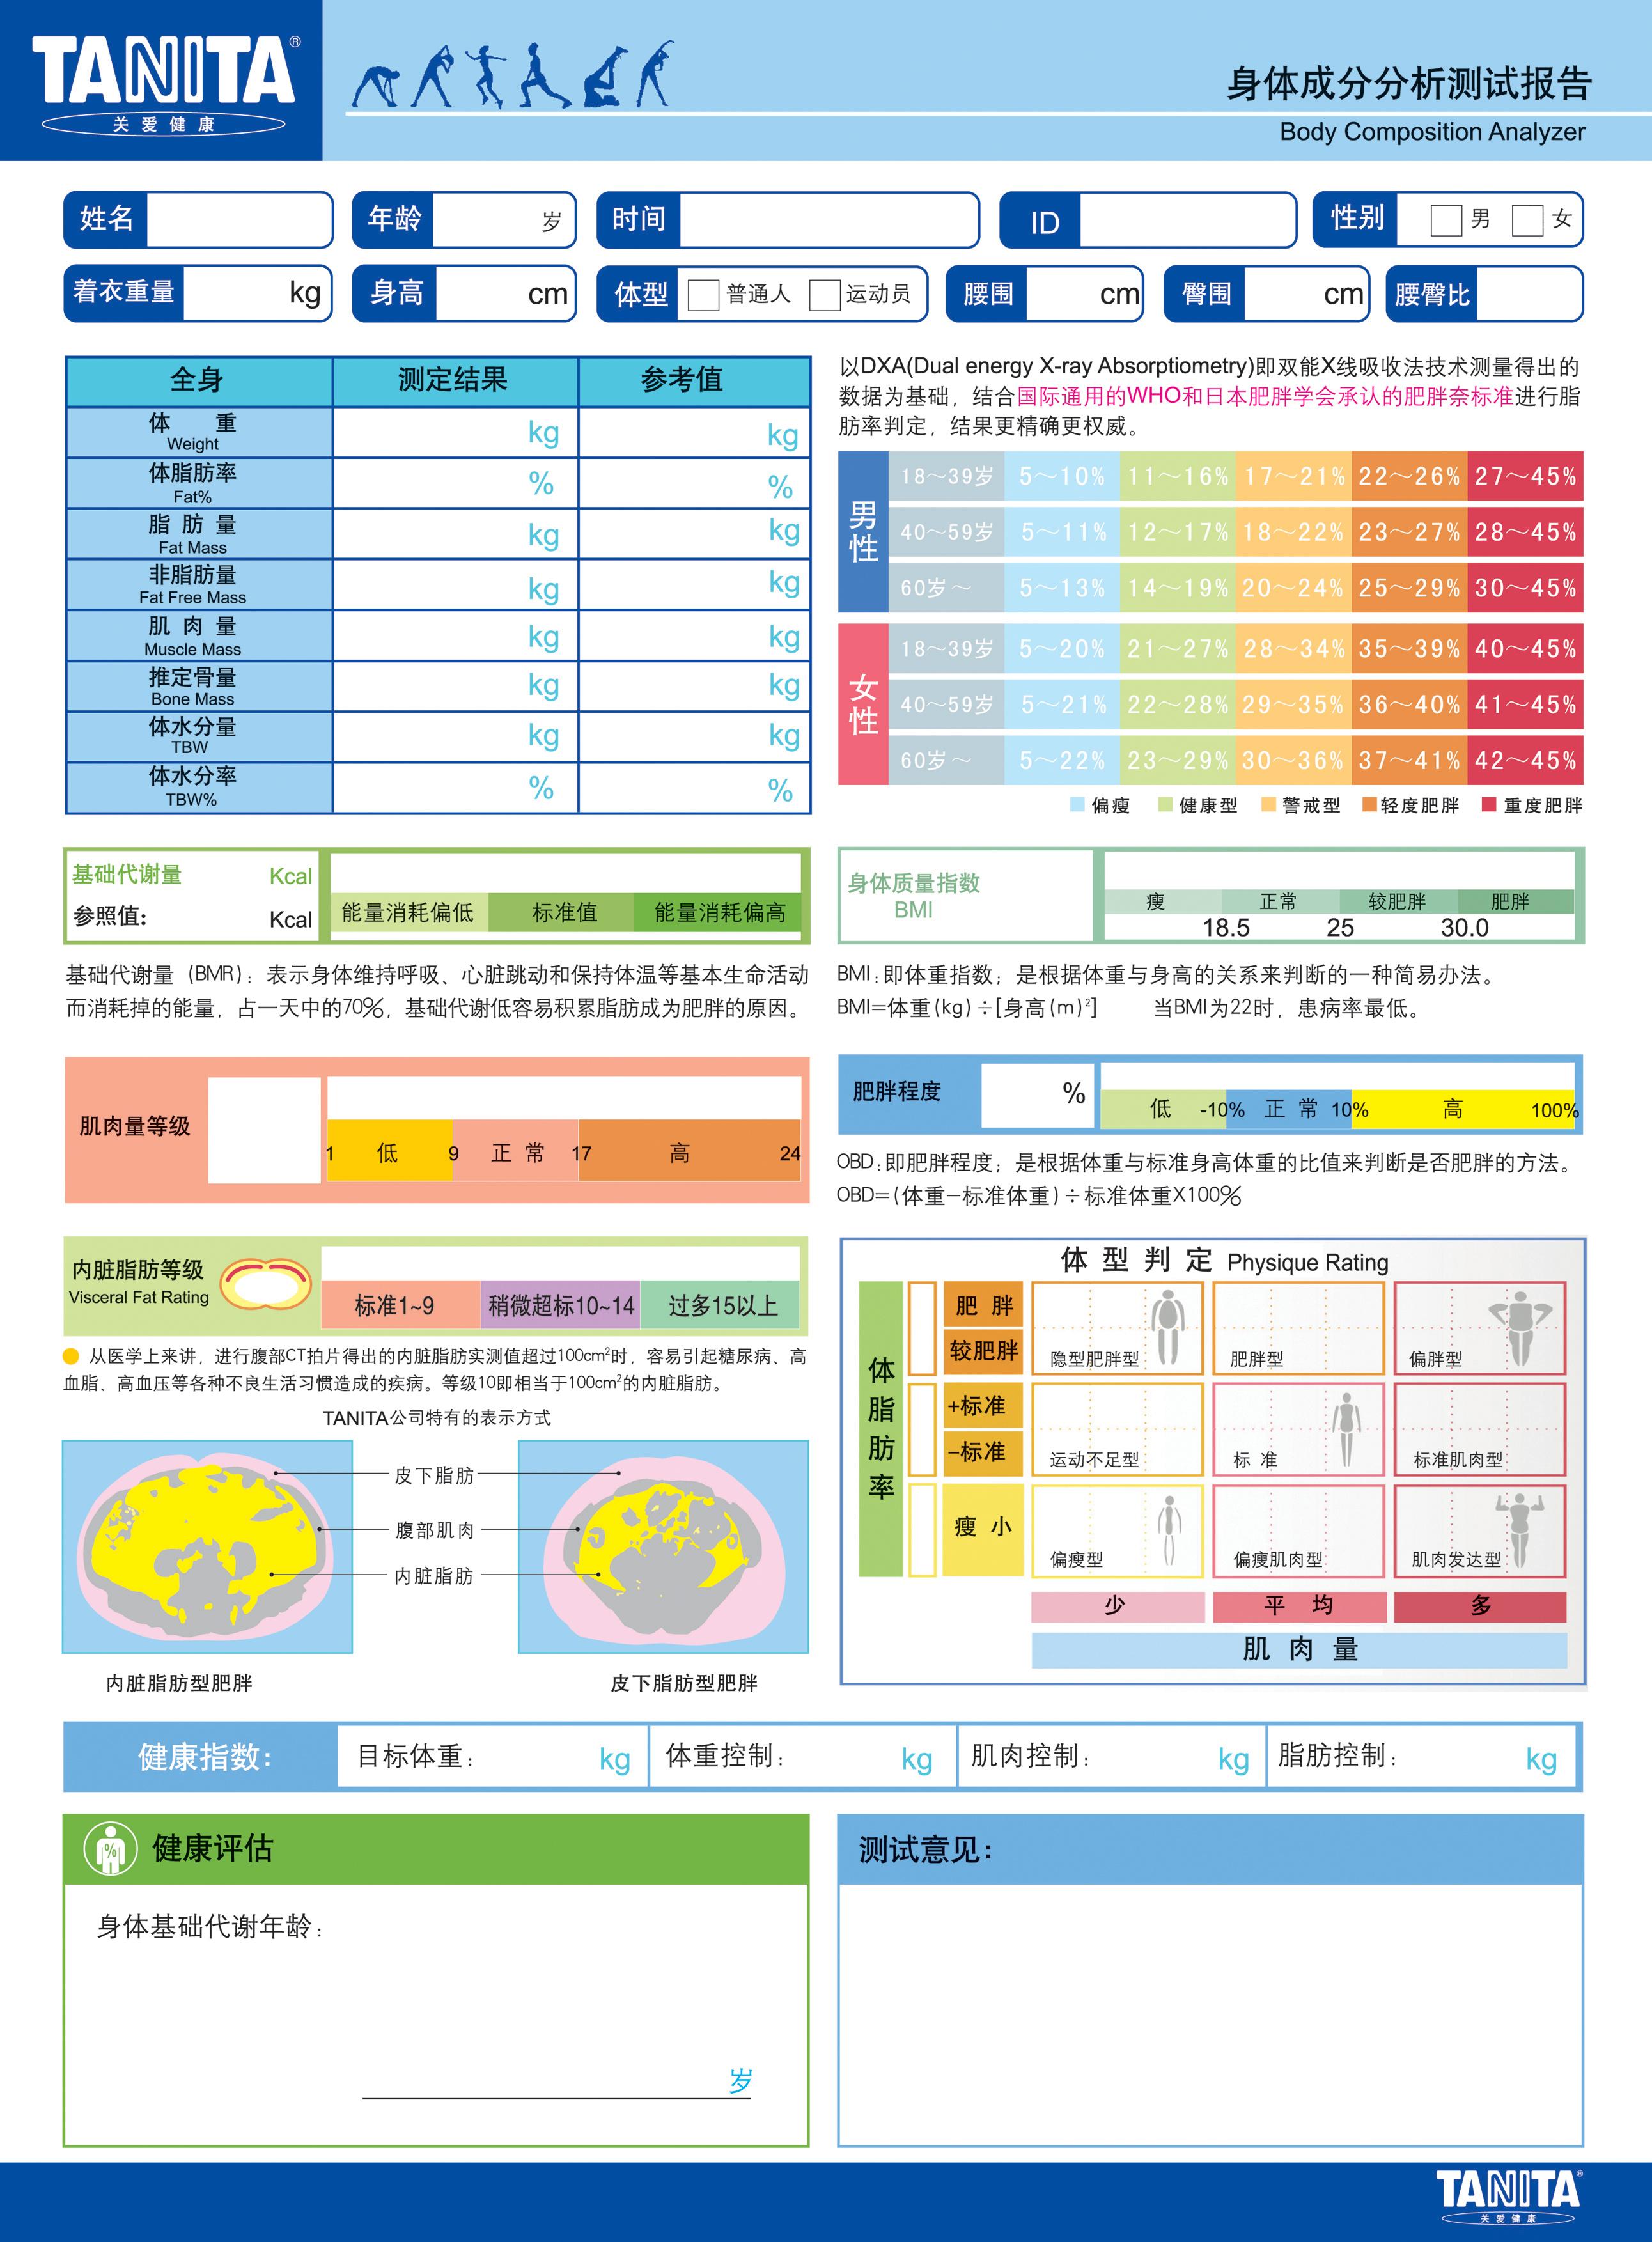 TANITA®
关爱健康
身体成分分析测试报告
Body Composition Analyzer
姓名
年龄 岁
时间
ID
性别 男 女
着衣重量 kg
身高 cm
体型 普通人 运动员
腰围 cm
臀围 cm
腰臀比
全身 测定结果 参考值
体 重 kg kg
Weight
体脂肪率 % %
Fat%
脂肪量 kg kg
Fat Mass
非脂肪量 kg kg
Fat Free Mass
肌肉量 kg kg
Muscle Mass
推定骨量 kg kg
Bone Mass
体水分量 kg kg
TBW
体水分率 % %
TBW%
以DXA(Dual energy X-ray Absorptiometry)即双能X线吸收法技术测量得出的
数据为基础，结合国际通用的WHO和日本肥胖学会承认的肥胖奈标准进行脂
肪率判定，结果更精确更权威。
男性
18～39岁 5～10% 11～16% 17～21% 22～26% 27～45%
40～59岁 5～11% 12～17% 18～22% 23～27% 28～45%
60岁～ 5～13% 14～19% 20～24% 25～29% 30～45%
女性
18～39岁 5～20% 21～27% 28～34% 35～39% 40～45%
40～59岁 5～21% 22～28% 29～35% 36～40% 41～45%
60岁～ 5～22% 23～29% 30～36% 37～41% 42～45%
偏瘦 健康型 警戒型 轻度肥胖 重度肥胖
基础代谢量 Kcal
参照值: Kcal
能量消耗偏低 标准值 能量消耗偏高
基础代谢量（BMR）：表示身体维持呼吸、心脏跳动和保持体温等基本生命活动
而消耗掉的能量，占一天中的70%，基础代谢低容易积累脂肪成为肥胖的原因。
身体质量指数
BMI
瘦 正常 较肥胖 肥胖
18.5 25 30.0
BMI：即体重指数；是根据体重与身高的关系来判断的一种简易办法。
BMI=体重(kg)÷[身高(m)²] 当BMI为22时，患病率最低。
肌肉量等级
1 低 9 正常 17 高 24
肥胖程度 %
低 -10% 正常 10% 高 100%
OBD：即肥胖程度；是根据体重与标准身高体重的比值来判断是否肥胖的方法。
OBD=(体重-标准体重)÷标准体重X100%
内脏脂肪等级
Visceral Fat Rating
标准1~9 稍微超标10~14 过多15以上
从医学上来讲，进行腹部CT拍片得出的内脏脂肪实测值超过100cm²时，容易引起糖尿病、高
血脂、高血压等各种不良生活习惯造成的疾病。等级10即相当于100cm²的内脏脂肪。
TANITA公司特有的表示方式
皮下脂肪
腹部肌肉
内脏脂肪
内脏脂肪型肥胖
皮下脂肪型肥胖
体型判定 Physique Rating
体脂肪率
肥胖
较肥胖
隐型肥胖型 肥胖型 偏胖型
+标准
-标准
运动不足型 标准 标准肌肉型
瘦小
偏瘦型 偏瘦肌肉型 肌肉发达型
少 平均 多
肌肉量
健康指数: 目标体重: kg 体重控制: kg 肌肉控制: kg 脂肪控制: kg
% 健康评估
身体基础代谢年龄:
岁
测试意见:
TANITA®
关爱健康